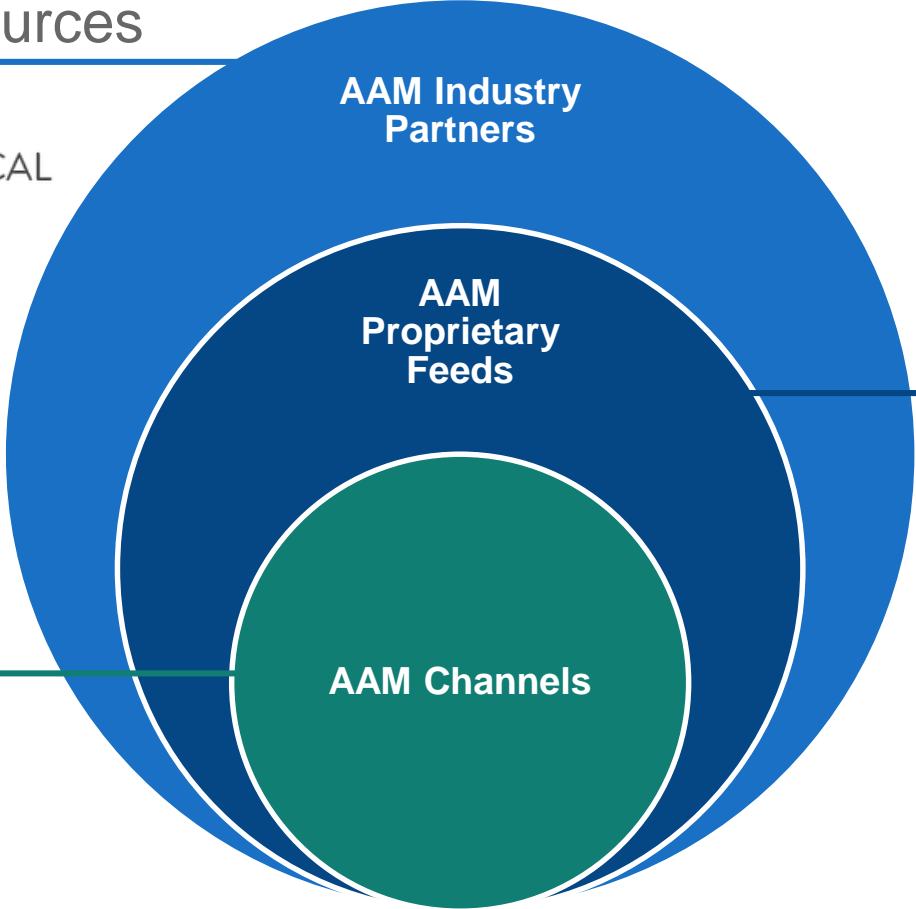 urces
AAM Industry
Partners
CAL
AAM
Proprietary
Feeds
AAM Channels